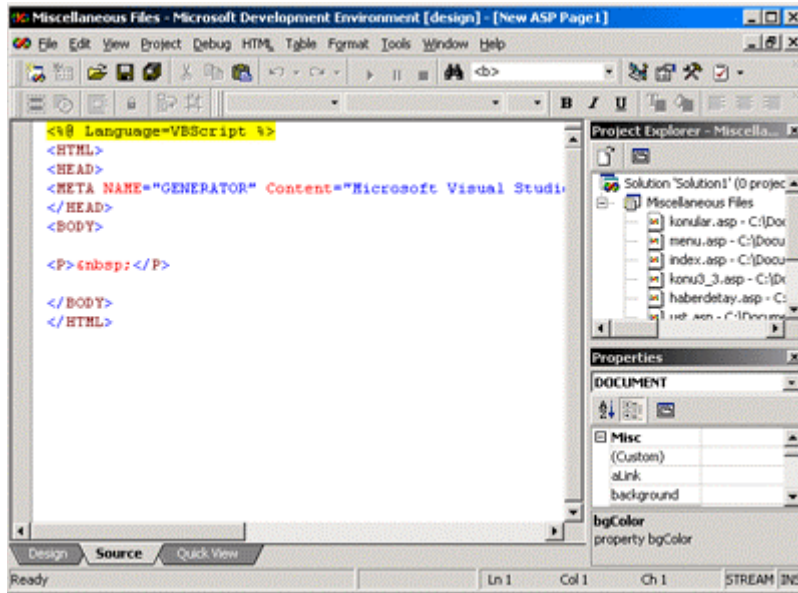 Miscellaneous Files - Microsoft Development Environment [design] - [New ASP Page1]
File Edit View Project Debug HTML Table Format Tools Window Help
<b>
B I U
<%@ Language=VBScript %>
<HTML>
<HEAD>
<META NAME="GENERATOR" Content="Microsoft Visual Studi
</HEAD>
<BODY>
<P>&nbsp;</P>
</BODY>
</HTML>
Design Source Quick View
Project Explorer - Miscella...
Solution 'Solution1' (0 projec
Miscellaneous Files
konular.asp - C:\Doc
menu.asp - C:\Docu
index.asp - C:\Docu
konu3_3.asp - C:\Do
haberdetay.asp - C:
ust.asp - C:\Docume
Properties
DOCUMENT
Misc
(Custom)
aLink
background
bgColor
property bgColor
Ready Ln 1 Col 1 Ch 1 STREAM INS